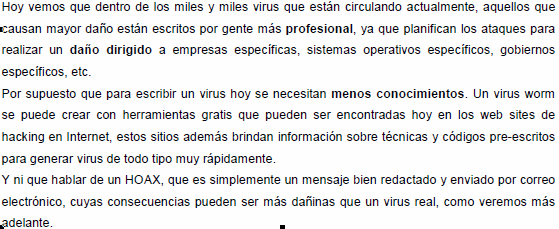 Hoy vemos que dentro de los miles y miles virus que están circulando actualmente, aquellos que
causan mayor daño están escritos por gente más profesional, ya que planifican los ataques para
realizar un daño dirigido a empresas específicas, sistemas operativos específicos, gobiernos
específicos, etc.
Por supuesto que para escribir un virus hoy se necesitan menos conocimientos. Un virus worm
se puede crear con herramientas gratis que pueden ser encontradas hoy en los web sites de
hacking en Internet, estos sitios además brindan información sobre técnicas y códigos pre-escritos
para generar virus de todo tipo muy rápidamente.
Y ni que hablar de un HOAX, que es simplemente un mensaje bien redactado y enviado por correo
electrónico, cuyas consecuencias pueden ser más dañinas que un virus real, como veremos más
adelante.